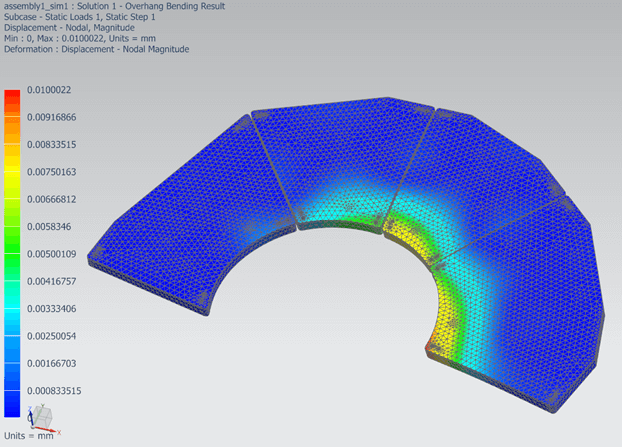 assembly1_sim1 : Solution 1 - Overhang Bending Result
Subcase - Static Loads 1, Static Step 1
Displacement - Nodal, Magnitude
Min : 0, Max : 0.0100022, Units = mm
Deformation : Displacement - Nodal Magnitude
0.0100022
0.00916866
0.00833515
0.00750163
0.00666812
0.0058346
0.00500109
0.00416757
0.00333406
0.00250054
0.00166703
0.000833515
0
Z
Y
X
Units = mm